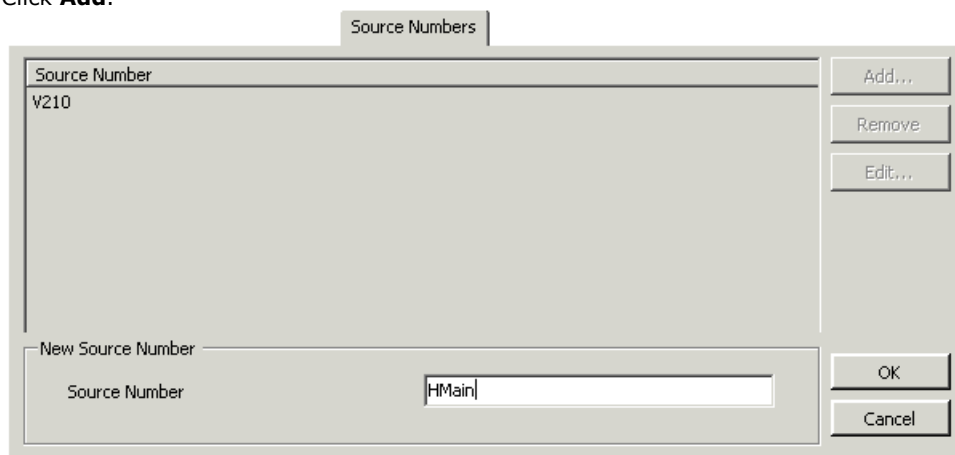 Click Add.
Source Numbers
Source Number
Add...
V210
Remove
Edit...
New Source Number
Source Number
HMain
OK
Cancel